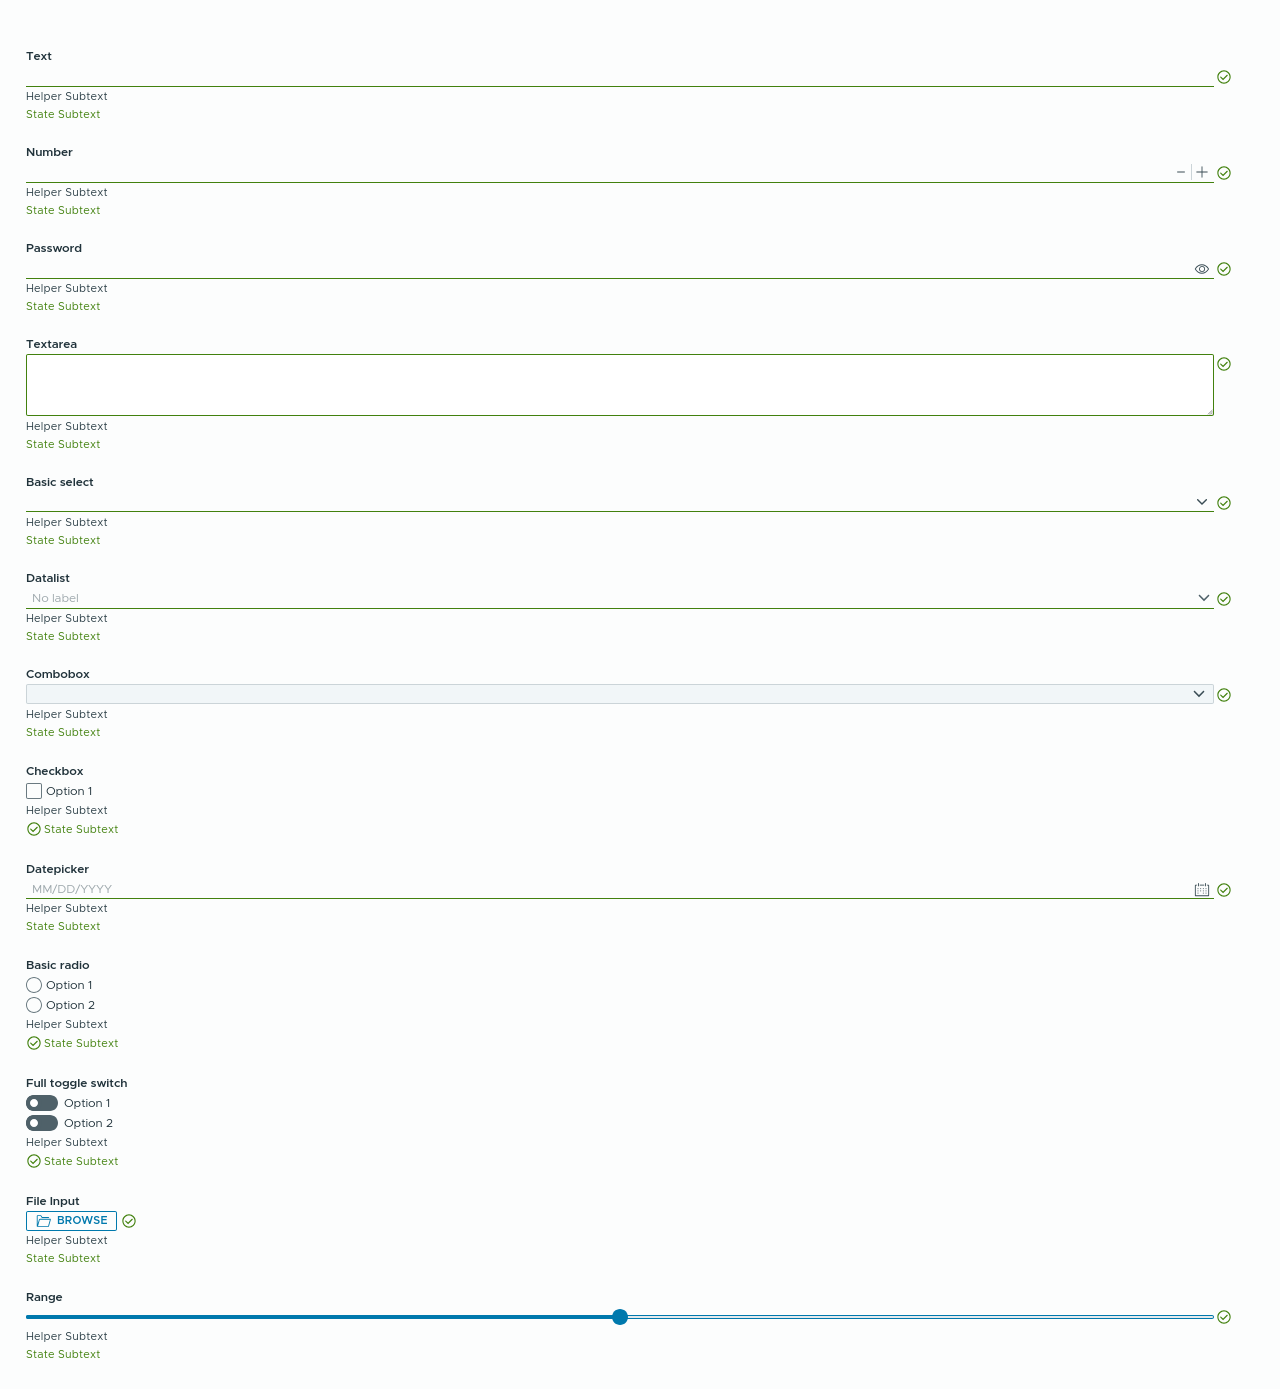 Text
Helper Subtext
State Subtext
Number
Helper Subtext
State Subtext
Password
Helper Subtext
State Subtext
Textarea
Helper Subtext
State Subtext
Basic select
Helper Subtext
State Subtext
Datalist
No label
Helper Subtext
State Subtext
Combobox
Helper Subtext
State Subtext
Checkbox
Option 1
Helper Subtext
State Subtext
Datepicker
MM/DD/YYYY
Helper Subtext
State Subtext
Basic radio
Option 1
Option 2
Helper Subtext
State Subtext
Full toggle switch
Option 1
Option 2
Helper Subtext
State Subtext
File Input
BROWSE
Helper Subtext
State Subtext
Range
Helper Subtext
State Subtext